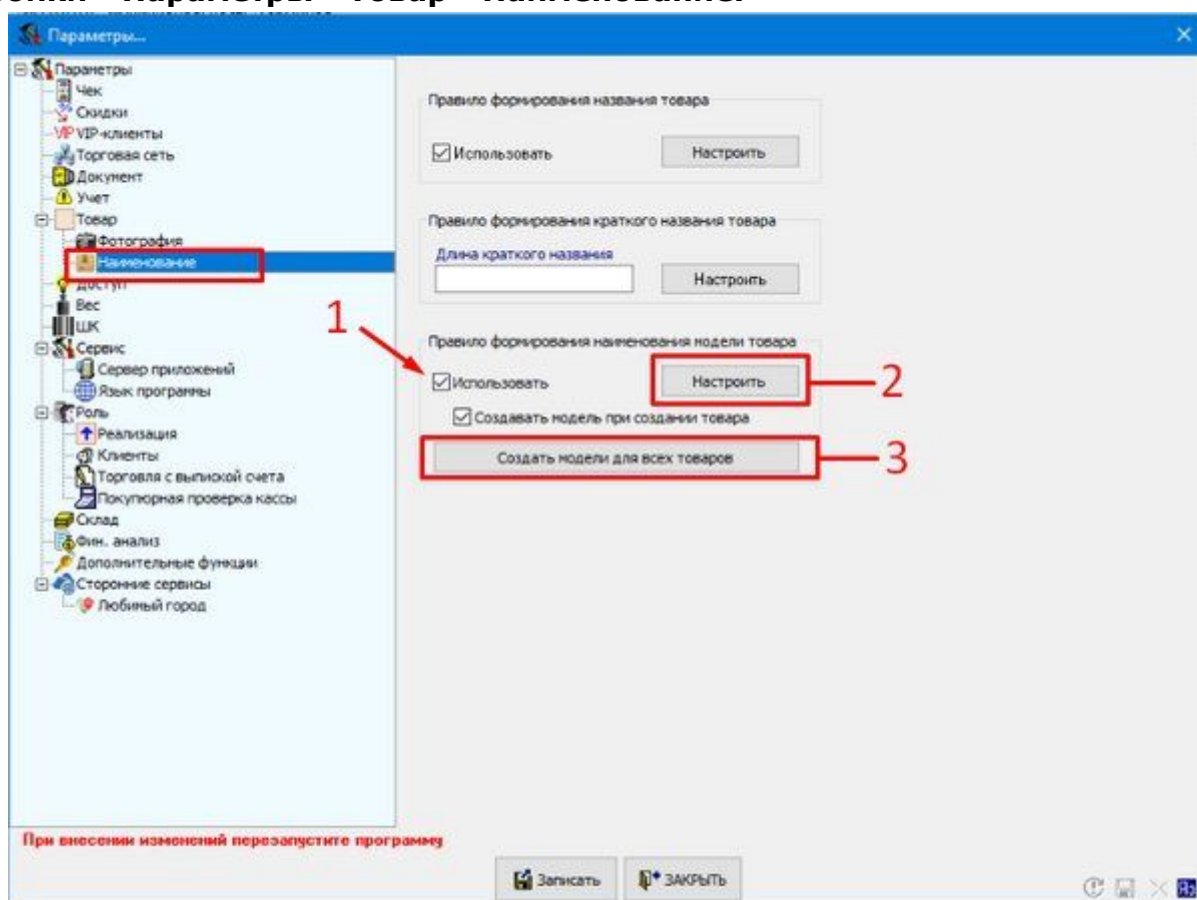 Параметры...
Параметры
Чек
Скидки
VIP VIP-клиенты
Торговая сеть
Документ
Учет
Товар
Фотография
Наименование
Доступ
Вес
ШК
Сервис
Сервер приложений
Язык программы
Роль
Реализация
Клиенты
Торговля с выпиской счета
Покупюрная проверка кассы
Склад
Фин. анализ
Дополнительные функции
Сторонние сервисы
Любимый город
Правило формирования названия товара
Использовать
Настроить
Правило формирования краткого названия товара
Длина краткого названия
Настроить
Правило формирования наименования модели товара
1
Использовать
Настроить
2
Создавать модель при создании товара
Создать модели для всех товаров
3
При внесении изменений перезапустите программу
Записать
ЗАКРЫТЬ